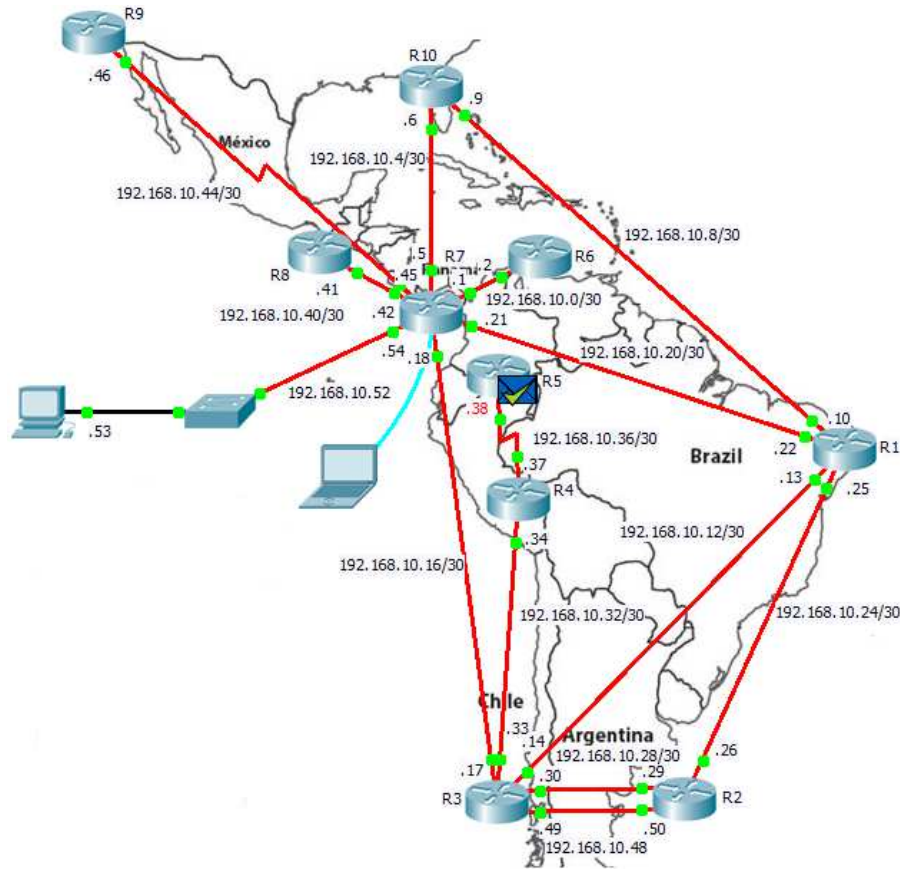 R9
.46
R10
.9
.6
México
192.168.10.4/30
192.168.10.44/30
192.168.10.8/30
R8
.41
.5
R7
Panamá
.45
.1
.2
R6
192.168.10.0/30
192.168.10.40/30
.42
.21
.54
.18
192.168.10.20/30
192.168.10.52
.53
R5
.38
192.168.10.36/30
.37
Brazil
.10
.22
R1
.13
.25
R4
.34
192.168.10.12/30
192.168.10.16/30
192.168.10.32/30
192.168.10.24/30
Chile
.33
.14
Argentina
192.168.10.28/30
.26
.17
.30
.29
R3
R2
.49
.50
192.168.10.48